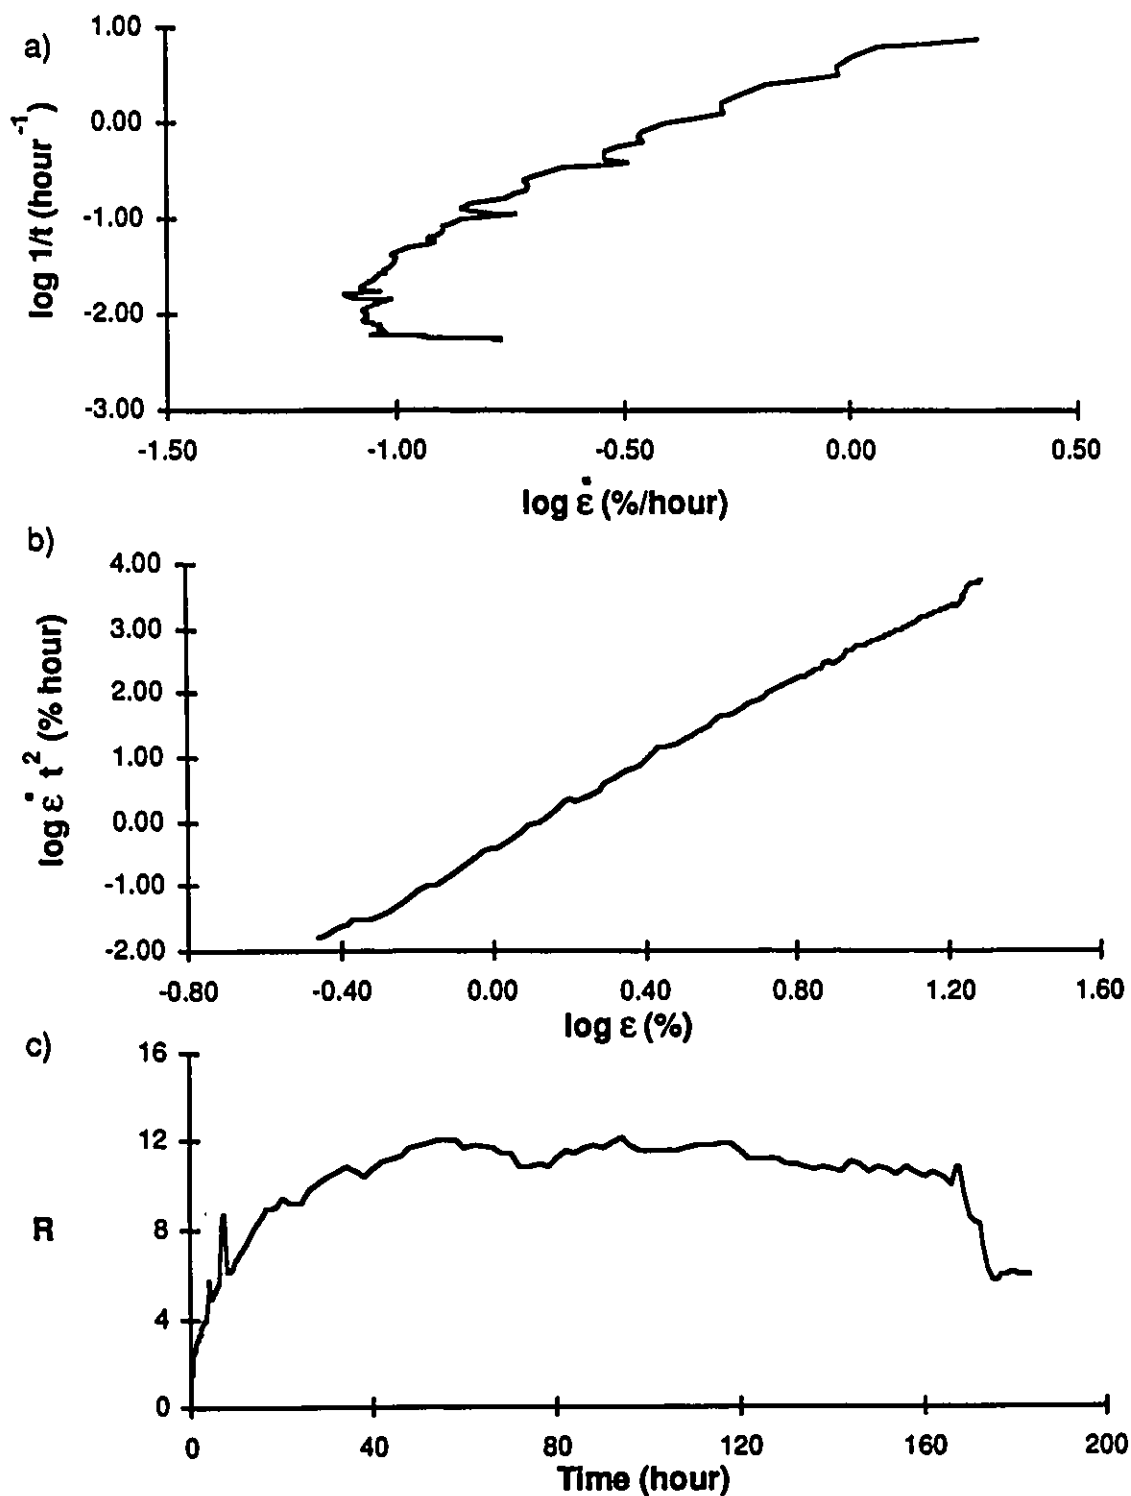 a)
1.00
0.00
-1.00
-2.00
-3.00
log 1/t (hour⁻¹)
-1.50 -1.00 -0.50 0.00 0.50
log ε̇ (%/hour)
b)
4.00
3.00
2.00
1.00
0.00
-1.00
-2.00
log ε̇ t² (% hour)
-0.80 -0.40 0.00 0.40 0.80 1.20 1.60
log ε (%)
c)
16
12
8
4
0
R
0 40 80 120 160 200
Time (hour)